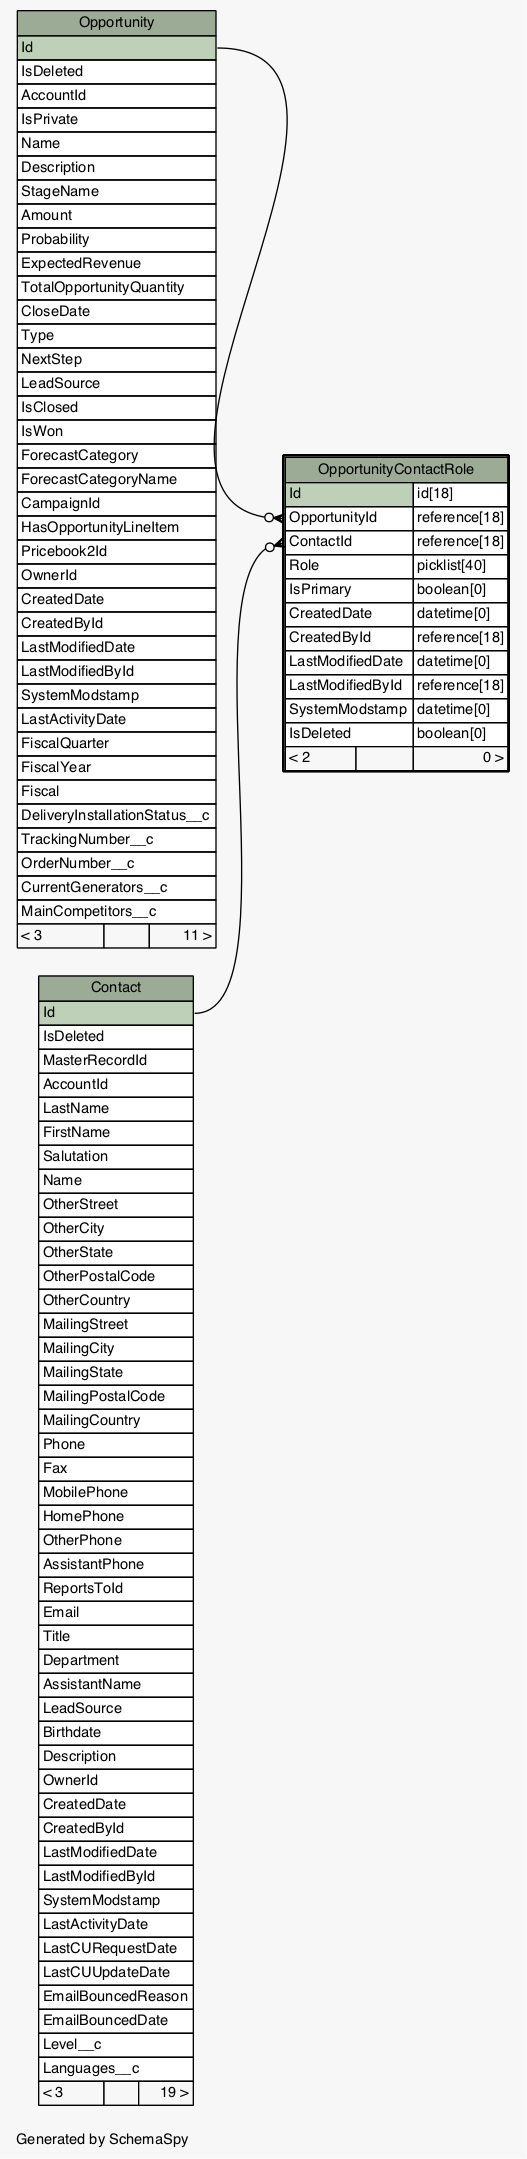 Opportunity
Id
IsDeleted
AccountId
IsPrivate
Name
Description
StageName
Amount
Probability
ExpectedRevenue
TotalOpportunityQuantity
CloseDate
Type
NextStep
LeadSource
IsClosed
IsWon
ForecastCategory
ForecastCategoryName
CampaignId
HasOpportunityLineItem
Pricebook2Id
OwnerId
CreatedDate
CreatedById
LastModifiedDate
LastModifiedById
SystemModstamp
LastActivityDate
FiscalQuarter
FiscalYear
Fiscal
DeliveryInstallationStatus__c
TrackingNumber__c
OrderNumber__c
CurrentGenerators__c
MainCompetitors__c
< 3 11 >
OpportunityContactRole
Id id[18]
OpportunityId reference[18]
ContactId reference[18]
Role picklist[40]
IsPrimary boolean[0]
CreatedDate datetime[0]
CreatedById reference[18]
LastModifiedDate datetime[0]
LastModifiedById reference[18]
SystemModstamp datetime[0]
IsDeleted boolean[0]
< 2 0 >
Contact
Id
IsDeleted
MasterRecordId
AccountId
LastName
FirstName
Salutation
Name
OtherStreet
OtherCity
OtherState
OtherPostalCode
OtherCountry
MailingStreet
MailingCity
MailingState
MailingPostalCode
MailingCountry
Phone
Fax
MobilePhone
HomePhone
OtherPhone
AssistantPhone
ReportsToId
Email
Title
Department
AssistantName
LeadSource
Birthdate
Description
OwnerId
CreatedDate
CreatedById
LastModifiedDate
LastModifiedById
SystemModstamp
LastActivityDate
LastCURequestDate
LastCUUpdateDate
EmailBouncedReason
EmailBouncedDate
Level__c
Languages__c
< 3 19 >
Generated by SchemaSpy